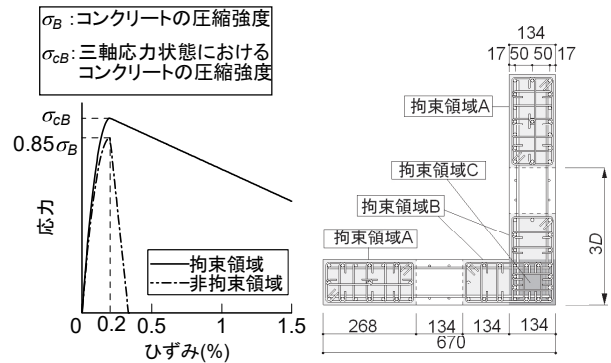 σB:コンクリートの圧縮強度
σcB:三軸応力状態における
コンクリートの圧縮強度
σcB
0.85σB
応力
拘束領域
非拘束領域
0
0.2
0.5
1
1.5
ひずみ(%)
134
17 50 50 17
拘束領域A
拘束領域C
拘束領域B
拘束領域A
3D
268
134
134
134
670